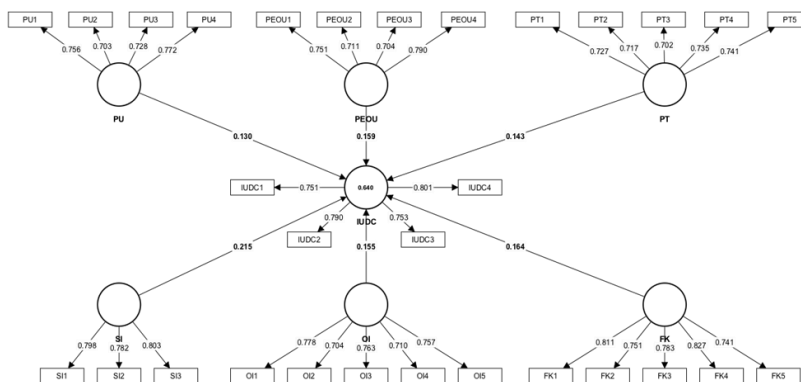 PU1 PU2 PU3 PU4 PEOU1 PEOU2 PEOU3 PEOU4 PT1 PT2 PT3 PT4 PT5
0.756 0.703 0.728 0.772 0.751 0.711 0.704 0.790 0.727 0.717 0.702 0.735 0.741
PU PEOU PT
0.130 0.159 0.143
IUDC1 0.751 0.640 0.801 IUDC4
IUDC
IUDC2 0.790 0.753 IUDC3
0.215 0.155 0.164
SI OI FK
0.798 0.782 0.803 0.778 0.704 0.763 0.710 0.757 0.811 0.751 0.783 0.827 0.741
SI1 SI2 SI3 OI1 OI2 OI3 OI4 OI5 FK1 FK2 FK3 FK4 FK5